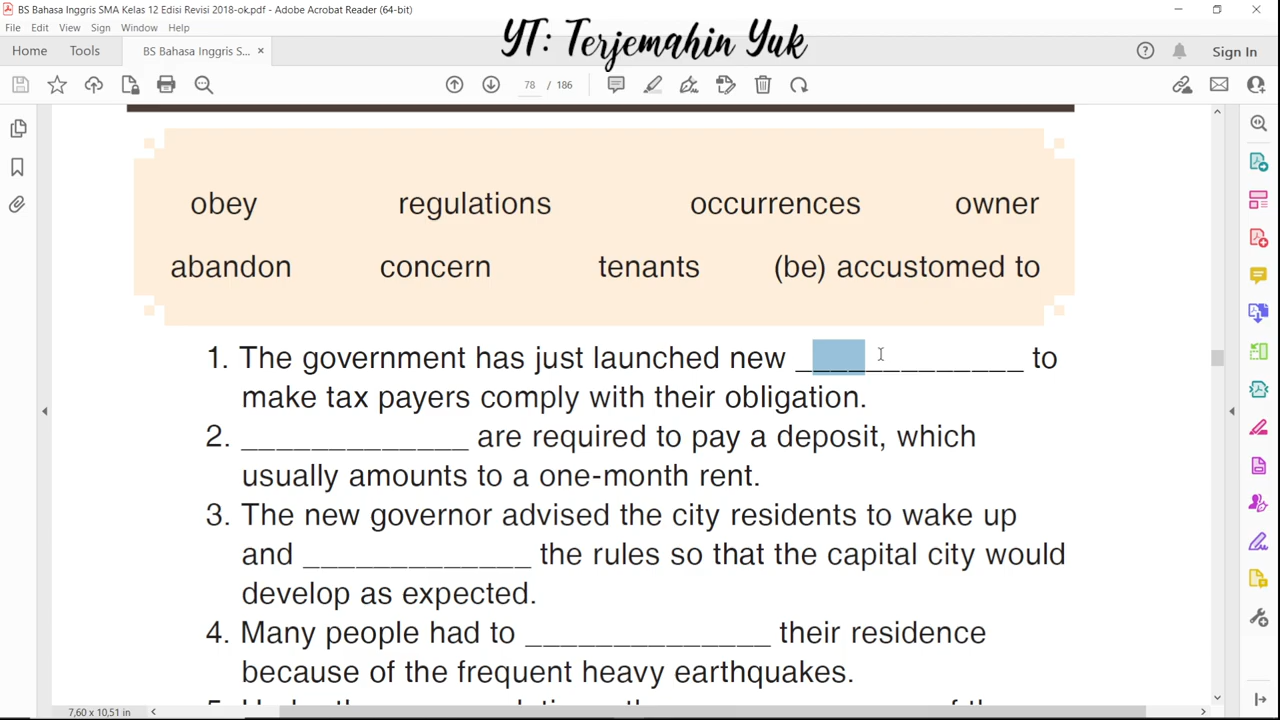 BS Bahasa Inggris SMA Kelas 12 Edisi Revisi 2018-ok.pdf - Adobe Acrobat Reader (64-bit)
YT: Terjemahin Yuk
File Edit View Sign Window Help
Home Tools BS Bahasa Inggris S... × Sign In
78 / 186
obey regulations occurrences owner
abandon concern tenants (be) accustomed to
1. The government has just launched new _____________ to
make tax payers comply with their obligation.
2. _____________ are required to pay a deposit, which
usually amounts to a one-month rent.
3. The new governor advised the city residents to wake up
and _____________ the rules so that the capital city would
develop as expected.
4. Many people had to ______________ their residence
because of the frequent heavy earthquakes.
7,60 x 10,51 in